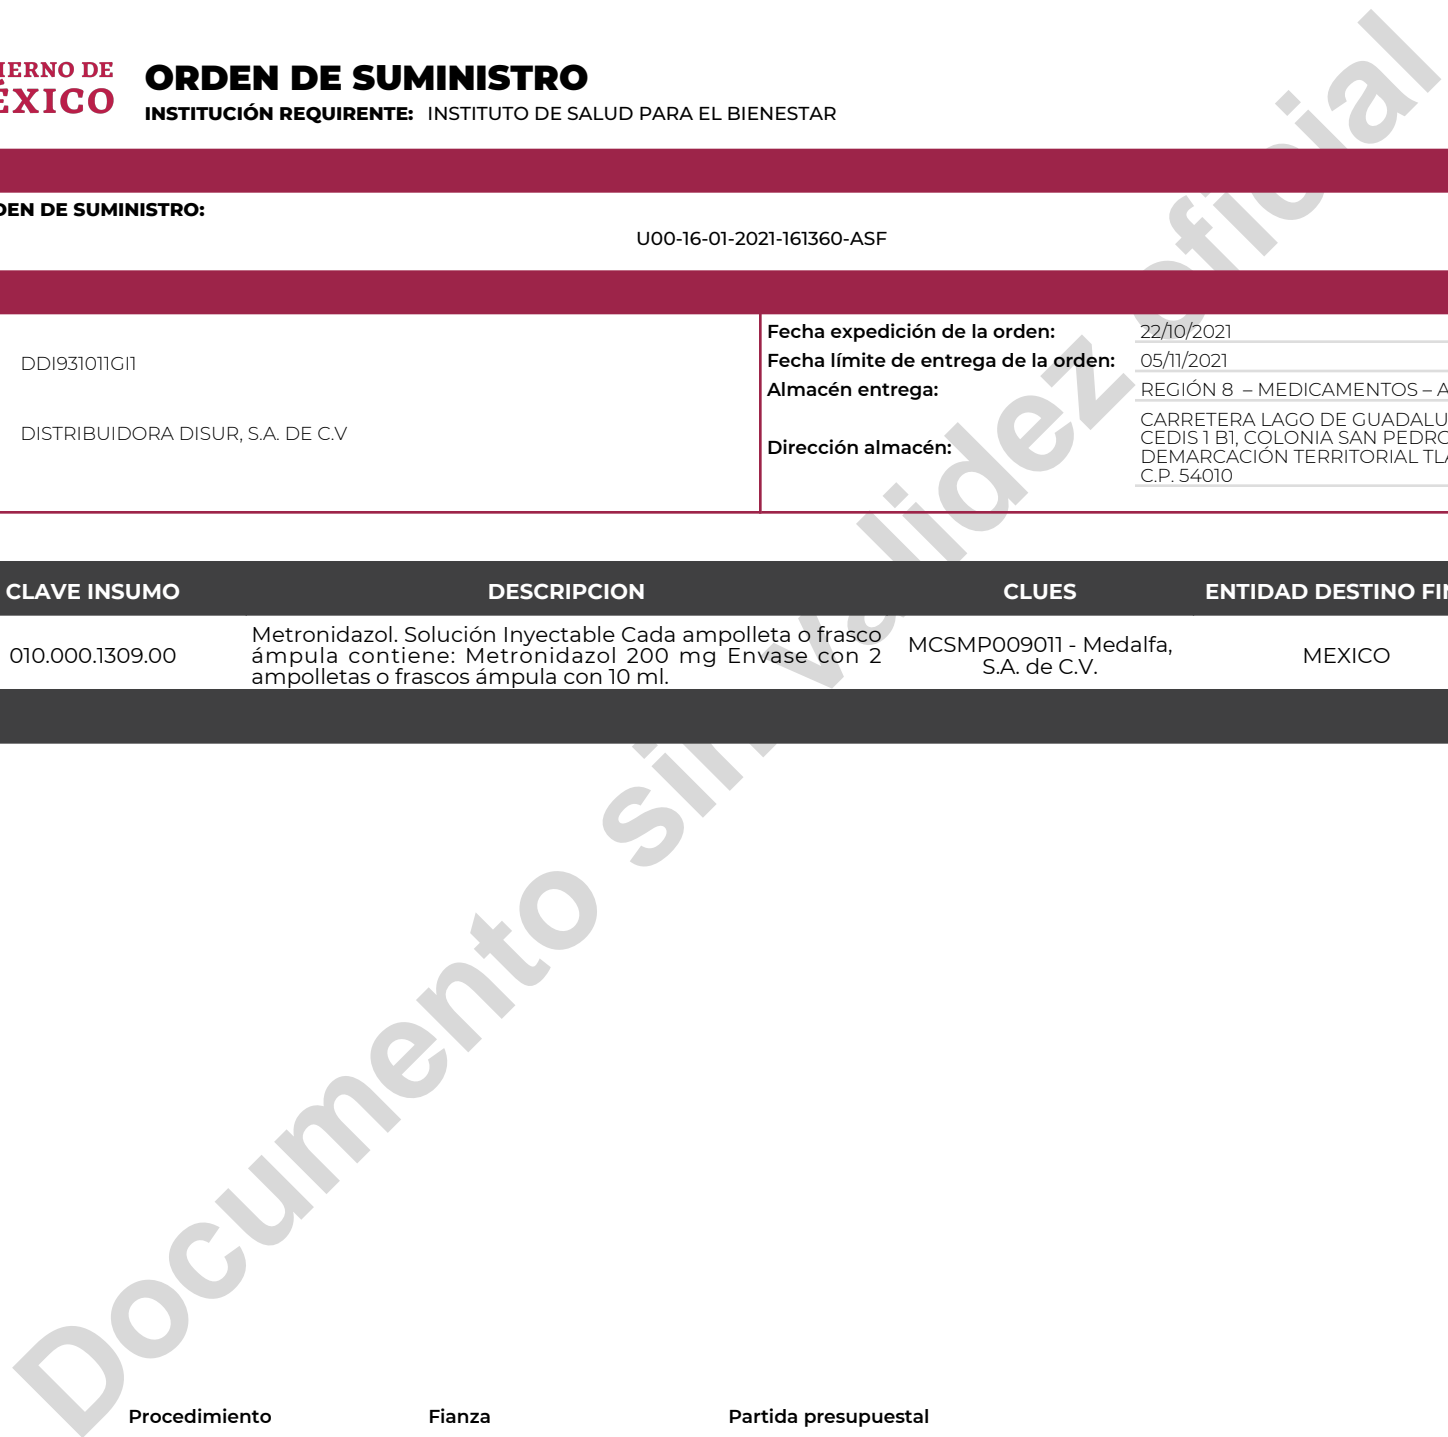 IERNO DE
ÉXICO
ORDEN DE SUMINISTRO
INSTITUCIÓN REQUIRENTE: INSTITUTO DE SALUD PARA EL BIENESTAR
DEN DE SUMINISTRO:
U00-16-01-2021-161360-ASF
DDI931011GI1
DISTRIBUIDORA DISUR, S.A. DE C.V
Fecha expedición de la orden: 22/10/2021
Fecha límite de entrega de la orden: 05/11/2021
Almacén entrega: REGIÓN 8 – MEDICAMENTOS – A
Dirección almacén:
CARRETERA LAGO DE GUADALU
CEDIS 1 B1, COLONIA SAN PEDRO
DEMARCACIÓN TERRITORIAL TLA
C.P. 54010
CLAVE INSUMO DESCRIPCION CLUES ENTIDAD DESTINO FIN
010.000.1309.00
Metronidazol. Solución Inyectable Cada ampolleta o frasco
ámpula contiene: Metronidazol 200 mg Envase con 2
ampolletas o frascos ámpula con 10 ml.
MCSMP009011 - Medalfa,
S.A. de C.V.
MEXICO
Documento sin validez oficial
Procedimiento Fianza Partida presupuestal